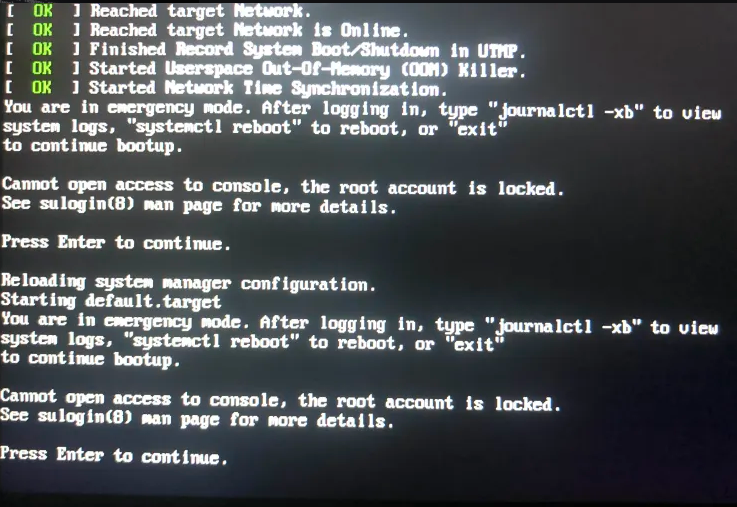 [  OK  ] Reached target Network.
[  OK  ] Reached target Network is Online.
[  OK  ] Finished Record System Boot/Shutdown in UTMP.
[  OK  ] Started Userspace Out-Of-Memory (OOM) Killer.
[  OK  ] Started Network Time Synchronization.
You are in emergency mode. After logging in, type "journalctl -xb" to view
system logs, "systemctl reboot" to reboot, or "exit"
to continue bootup.
Cannot open access to console, the root account is locked.
See sulogin(8) man page for more details.
Press Enter to continue.
Reloading system manager configuration.
Starting default.target
You are in emergency mode. After logging in, type "journalctl -xb" to view
system logs, "systemctl reboot" to reboot, or "exit"
to continue bootup.
Cannot open access to console, the root account is locked.
See sulogin(8) man page for more details.
Press Enter to continue.